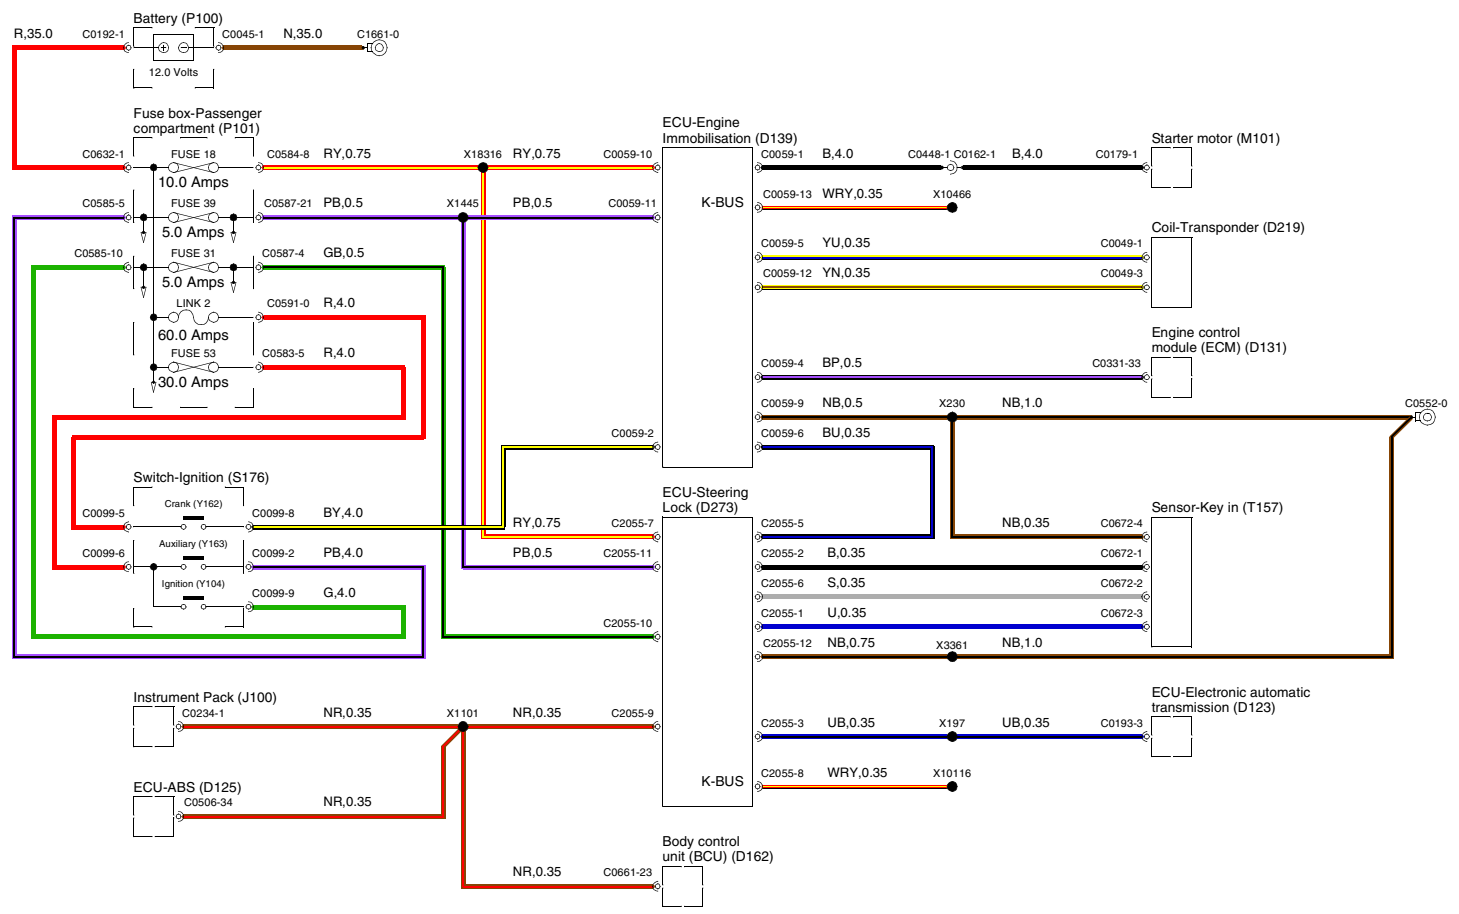 Battery (P100)
R,35.0
C0192-1
C0045-1
N,35.0
C1661-0
12.0 Volts
Fuse box-Passenger
compartment (P101)
C0632-1
FUSE 18
10.0 Amps
C0584-8
RY,0.75
X18316
RY,0.75
C0059-10
C0585-5
FUSE 39
5.0 Amps
C0587-21
PB,0.5
X1445
PB,0.5
C0059-11
C0585-10
FUSE 31
5.0 Amps
C0587-4
GB,0.5
LINK 2
60.0 Amps
C0591-0
R,4.0
FUSE 53
30.0 Amps
C0583-5
R,4.0
ECU-Engine
Immobilisation (D139)
K-BUS
C0059-1
B,4.0
C0448-1
C0162-1
B,4.0
C0179-1
Starter motor (M101)
C0059-13
WRY,0.35
X10466
Coil-Transponder (D219)
C0059-5
YU,0.35
C0049-1
C0059-12
YN,0.35
C0049-3
Engine control
module (ECM) (D131)
C0059-4
BP,0.5
C0331-33
C0059-9
NB,0.5
X230
NB,1.0
C0552-0
C0059-2
C0059-6
BU,0.35
Switch-Ignition (S176)
C0099-5
Crank (Y162)
C0099-8
BY,4.0
C0099-6
Auxiliary (Y163)
C0099-2
PB,4.0
Ignition (Y104)
C0099-9
G,4.0
ECU-Steering
Lock (D273)
RY,0.75
C2055-7
PB,0.5
C2055-11
C2055-10
C2055-5
Sensor-Key in (T157)
NB,0.35
C0672-4
C2055-2
B,0.35
C0672-1
C2055-6
S,0.35
C0672-2
C2055-1
U,0.35
C0672-3
C2055-12
NB,0.75
X3361
NB,1.0
Instrument Pack (J100)
C0234-1
NR,0.35
X1101
NR,0.35
C2055-9
ECU-Electronic automatic
transmission (D123)
C2055-3
UB,0.35
X197
UB,0.35
C0193-3
K-BUS
C2055-8
WRY,0.35
X10116
ECU-ABS (D125)
C0506-34
NR,0.35
Body control
unit (BCU) (D162)
NR,0.35
C0661-23